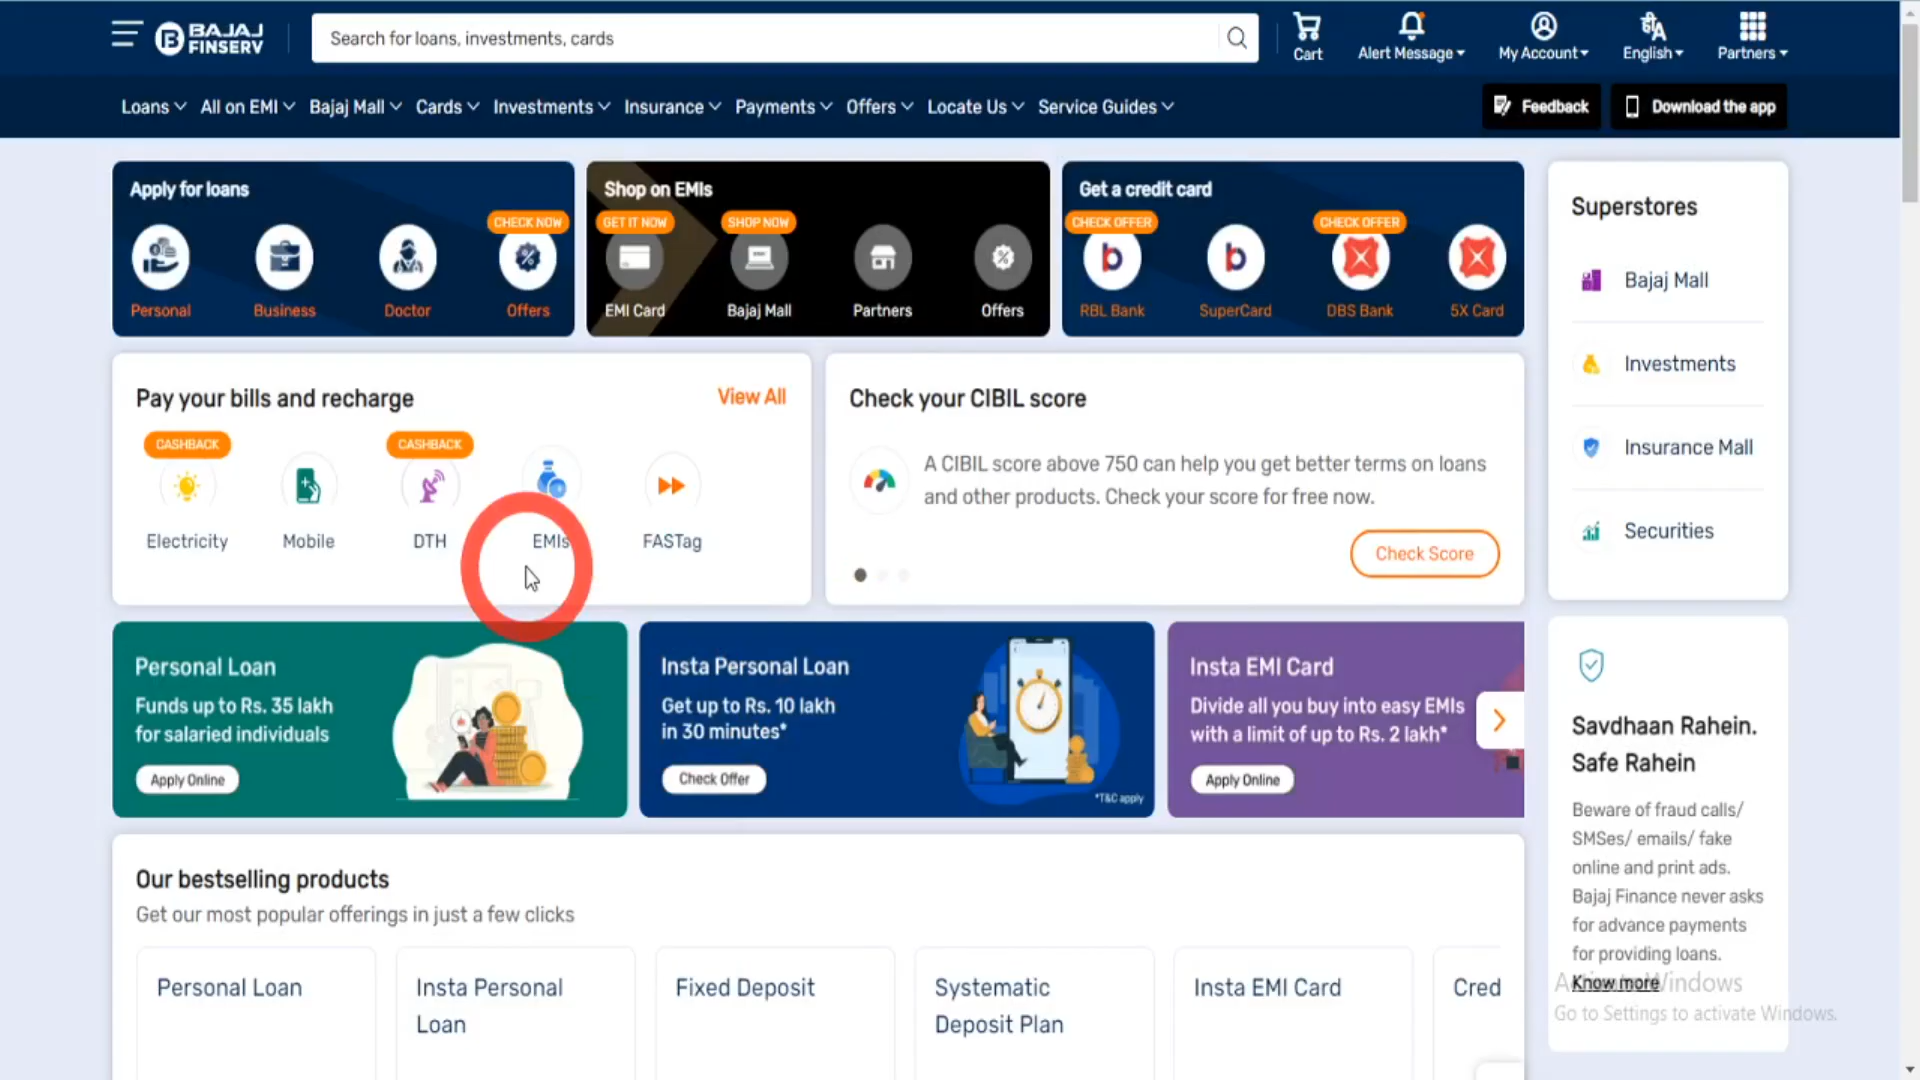 BAJAJ
FINSERV
Search for loans, investments, cards
Cart
Alert Message
My Account
English
Partners
Loans
All on EMI
Bajaj Mall
Cards
Investments
Insurance
Payments
Offers
Locate Us
Service Guides
Feedback
Download the app
Apply for loans
CHECK NOW
Personal
Business
Doctor
Offers
Shop on EMIs
GET IT NOW
SHOP NOW
EMI Card
Bajaj Mall
Partners
Offers
Get a credit card
CHECK OFFER
CHECK OFFER
RBL Bank
SuperCard
DBS Bank
5X Card
Superstores
Bajaj Mall
Investments
Insurance Mall
Securities
Pay your bills and recharge
View All
CASHBACK
CASHBACK
Electricity
Mobile
DTH
EMIs
FASTag
Check your CIBIL score
A CIBIL score above 750 can help you get better terms on loans
and other products. Check your score for free now.
Check Score
Personal Loan
Funds up to Rs. 35 lakh
for salaried individuals
Apply Online
Insta Personal Loan
Get up to Rs. 10 lakh
in 30 minutes*
Check Offer
*T&C apply
Insta EMI Card
Divide all you buy into easy EMIs
with a limit of up to Rs. 2 lakh*
Apply Online
Savdhaan Rahein.
Safe Rahein
Beware of fraud calls/
SMSes/ emails/ fake
online and print ads.
Bajaj Finance never asks
for advance payments
for providing loans.
Know more
Activate Windows
Go to Settings to activate Windows.
Our bestselling products
Get our most popular offerings in just a few clicks
Personal Loan
Insta Personal
Loan
Fixed Deposit
Systematic
Deposit Plan
Insta EMI Card
Cred